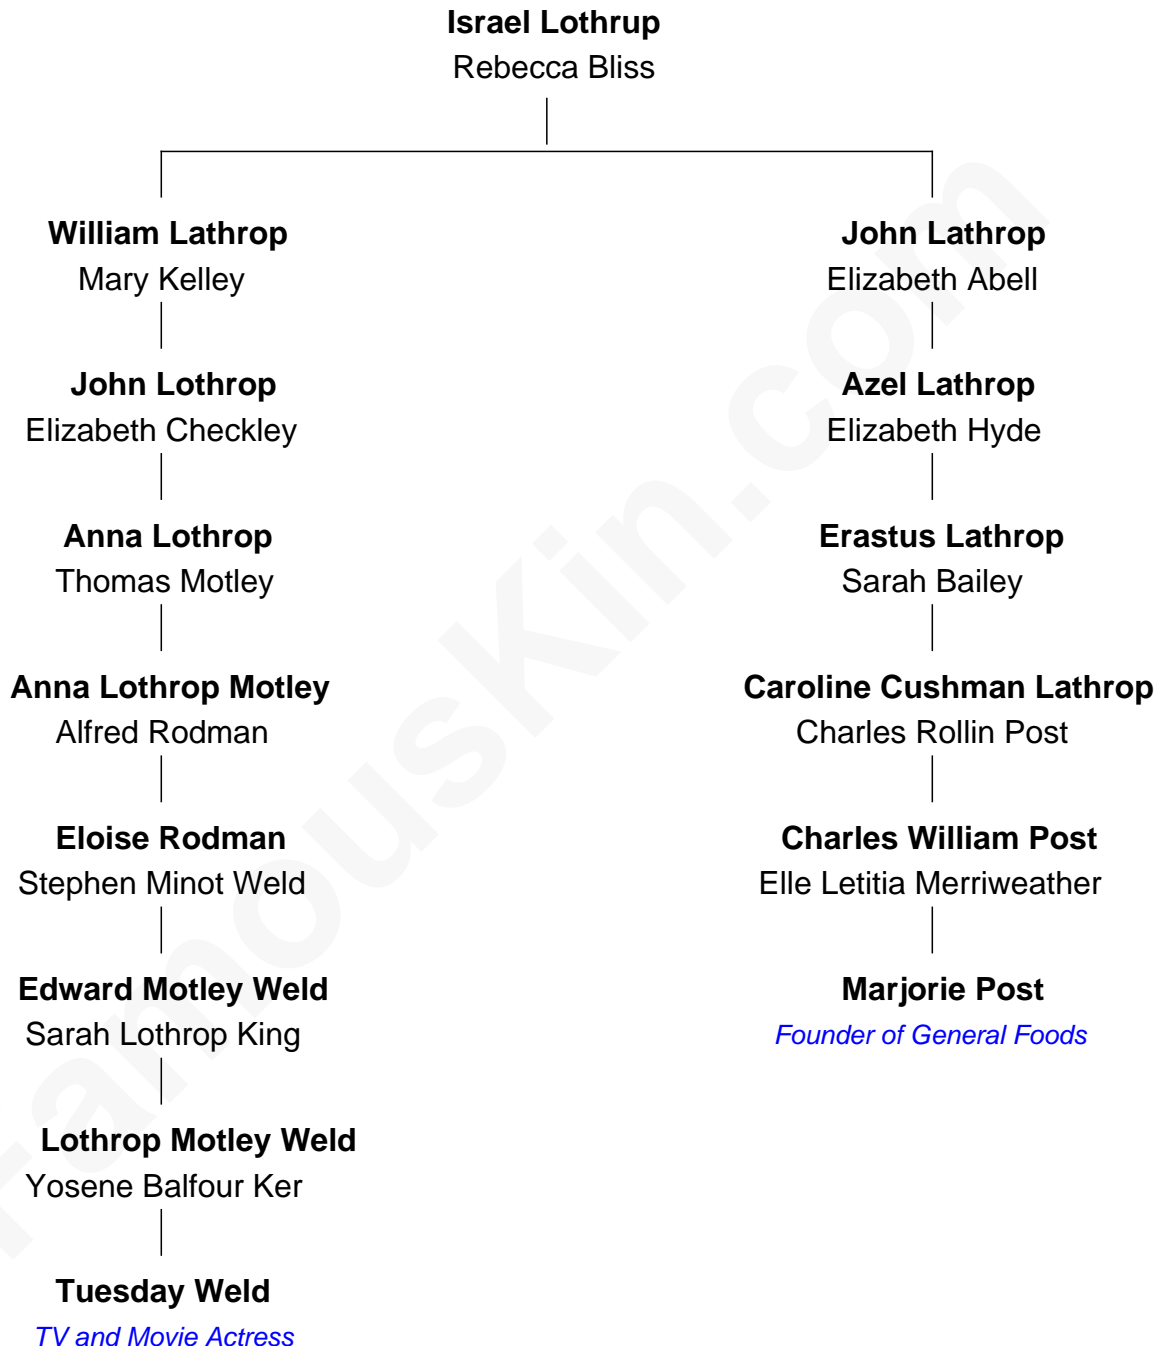 Israel Lothrup
Rebecca Bliss
William Lathrop
Mary Kelley
John Lothrop
Elizabeth Checkley
Anna Lothrop
Thomas Motley
Anna Lothrop Motley
Alfred Rodman
Eloise Rodman
Stephen Minot Weld
Edward Motley Weld
Sarah Lothrop King
Lothrop Motley Weld
Yosene Balfour Ker
Tuesday Weld
TV and Movie Actress
John Lathrop
Elizabeth Abell
Azel Lathrop
Elizabeth Hyde
Erastus Lathrop
Sarah Bailey
Caroline Cushman Lathrop
Charles Rollin Post
Charles William Post
Elle Letitia Merriweather
Marjorie Post
Founder of General Foods
FamousKin.com